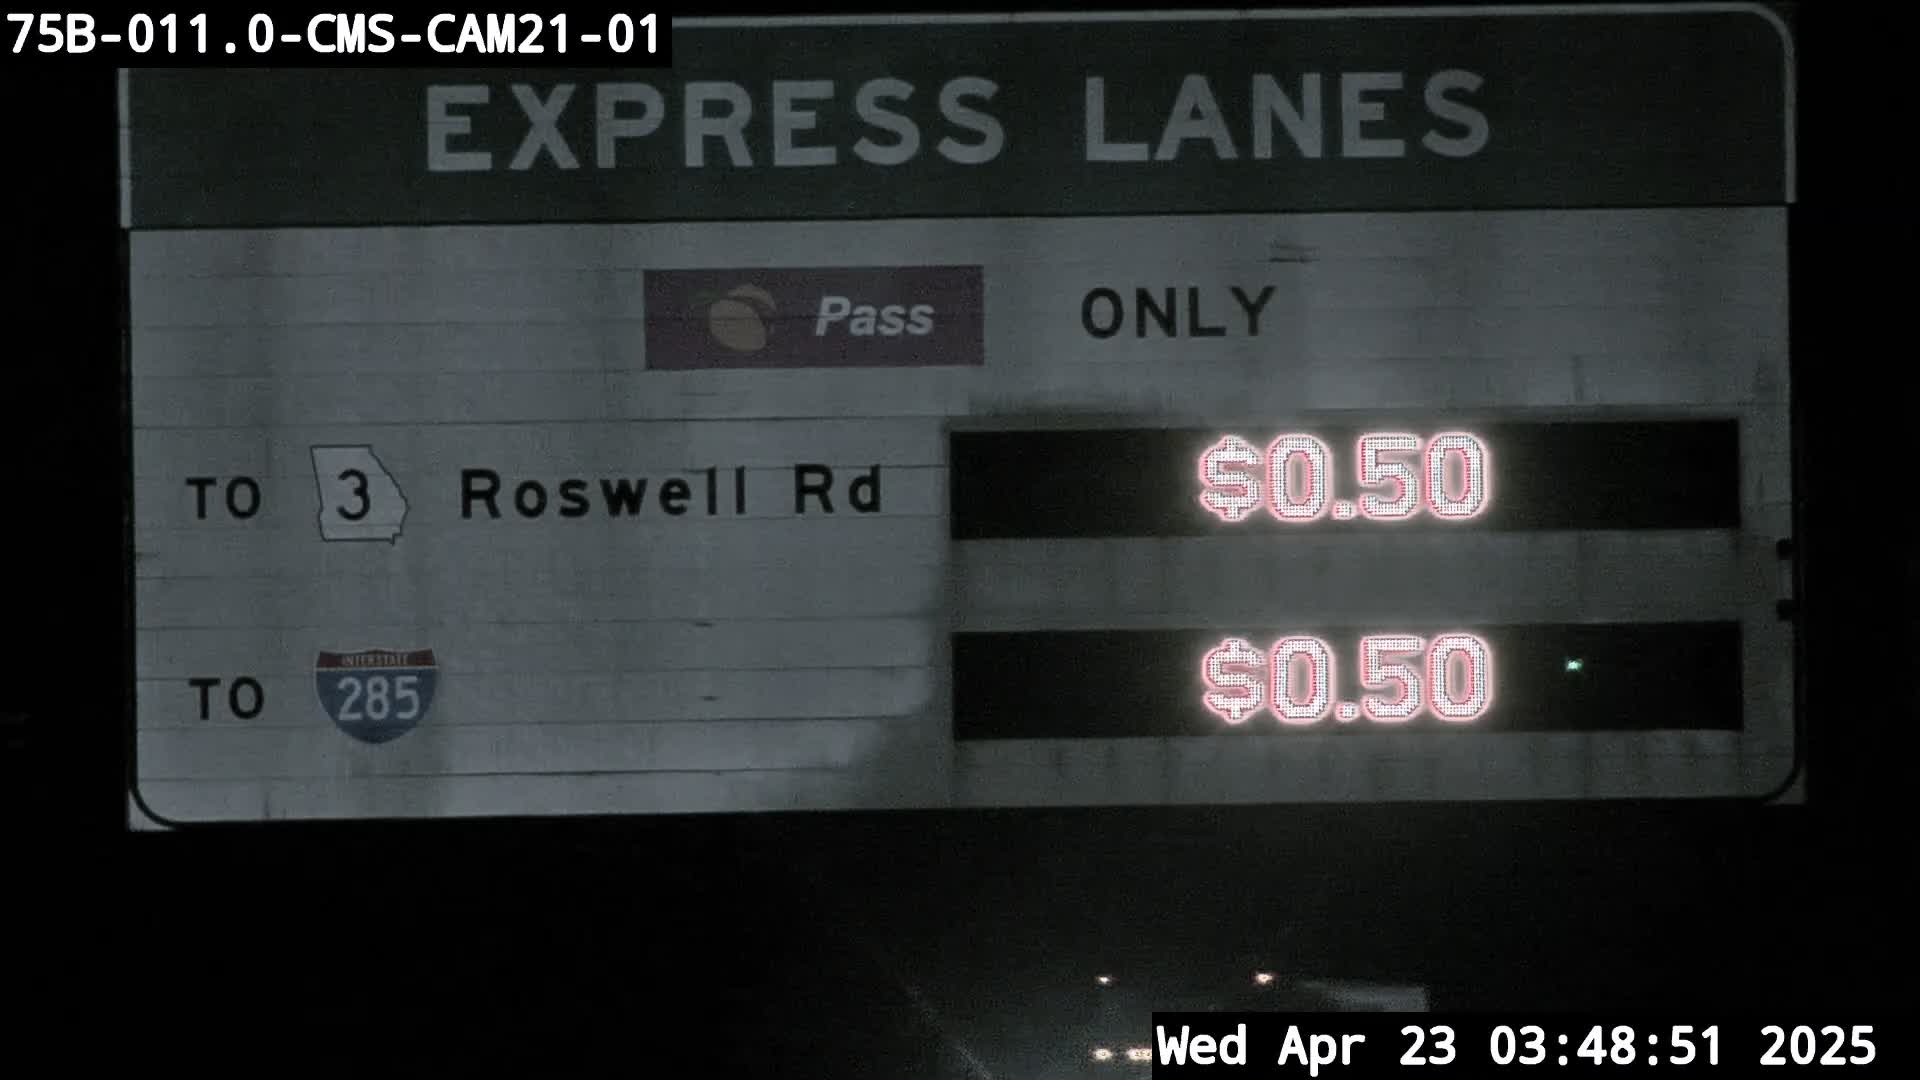 75B-011.0-CMS-CAM21-01
EXPRESS LANES
Pass ONLY
TO 3 Roswell Rd $0.50
TO INTERSTATE 285 $0.50
Wed Apr 23 03:48:51 2025